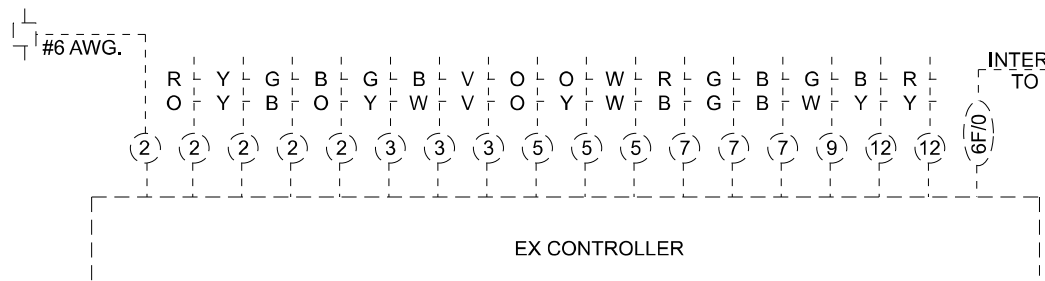 #6 AWG.
INTER
R Y G B G B V O O W R G B G B R
TO
O Y B O Y W V O Y W B G B W Y Y
2 2 2 2 2 3 3 3 5 5 5 7 7 7 9 12 12 6F/0
EX CONTROLLER